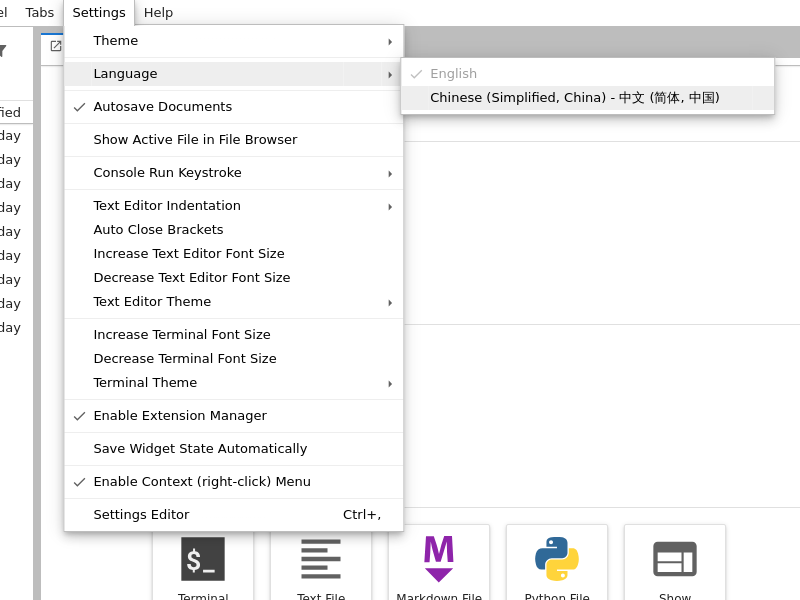 el Tabs Settings Help
Theme
Language
English
Chinese (Simplified, China) - 中文 (简体, 中国)
Autosave Documents
Show Active File in File Browser
Console Run Keystroke
Text Editor Indentation
Auto Close Brackets
Increase Text Editor Font Size
Decrease Text Editor Font Size
Text Editor Theme
Increase Terminal Font Size
Decrease Terminal Font Size
Terminal Theme
Enable Extension Manager
Save Widget State Automatically
Enable Context (right-click) Menu
Settings Editor Ctrl+,
fied
day
day
day
day
day
day
day
day
day
$_
M
Terminal
Text File
Markdown File
Python File
Show